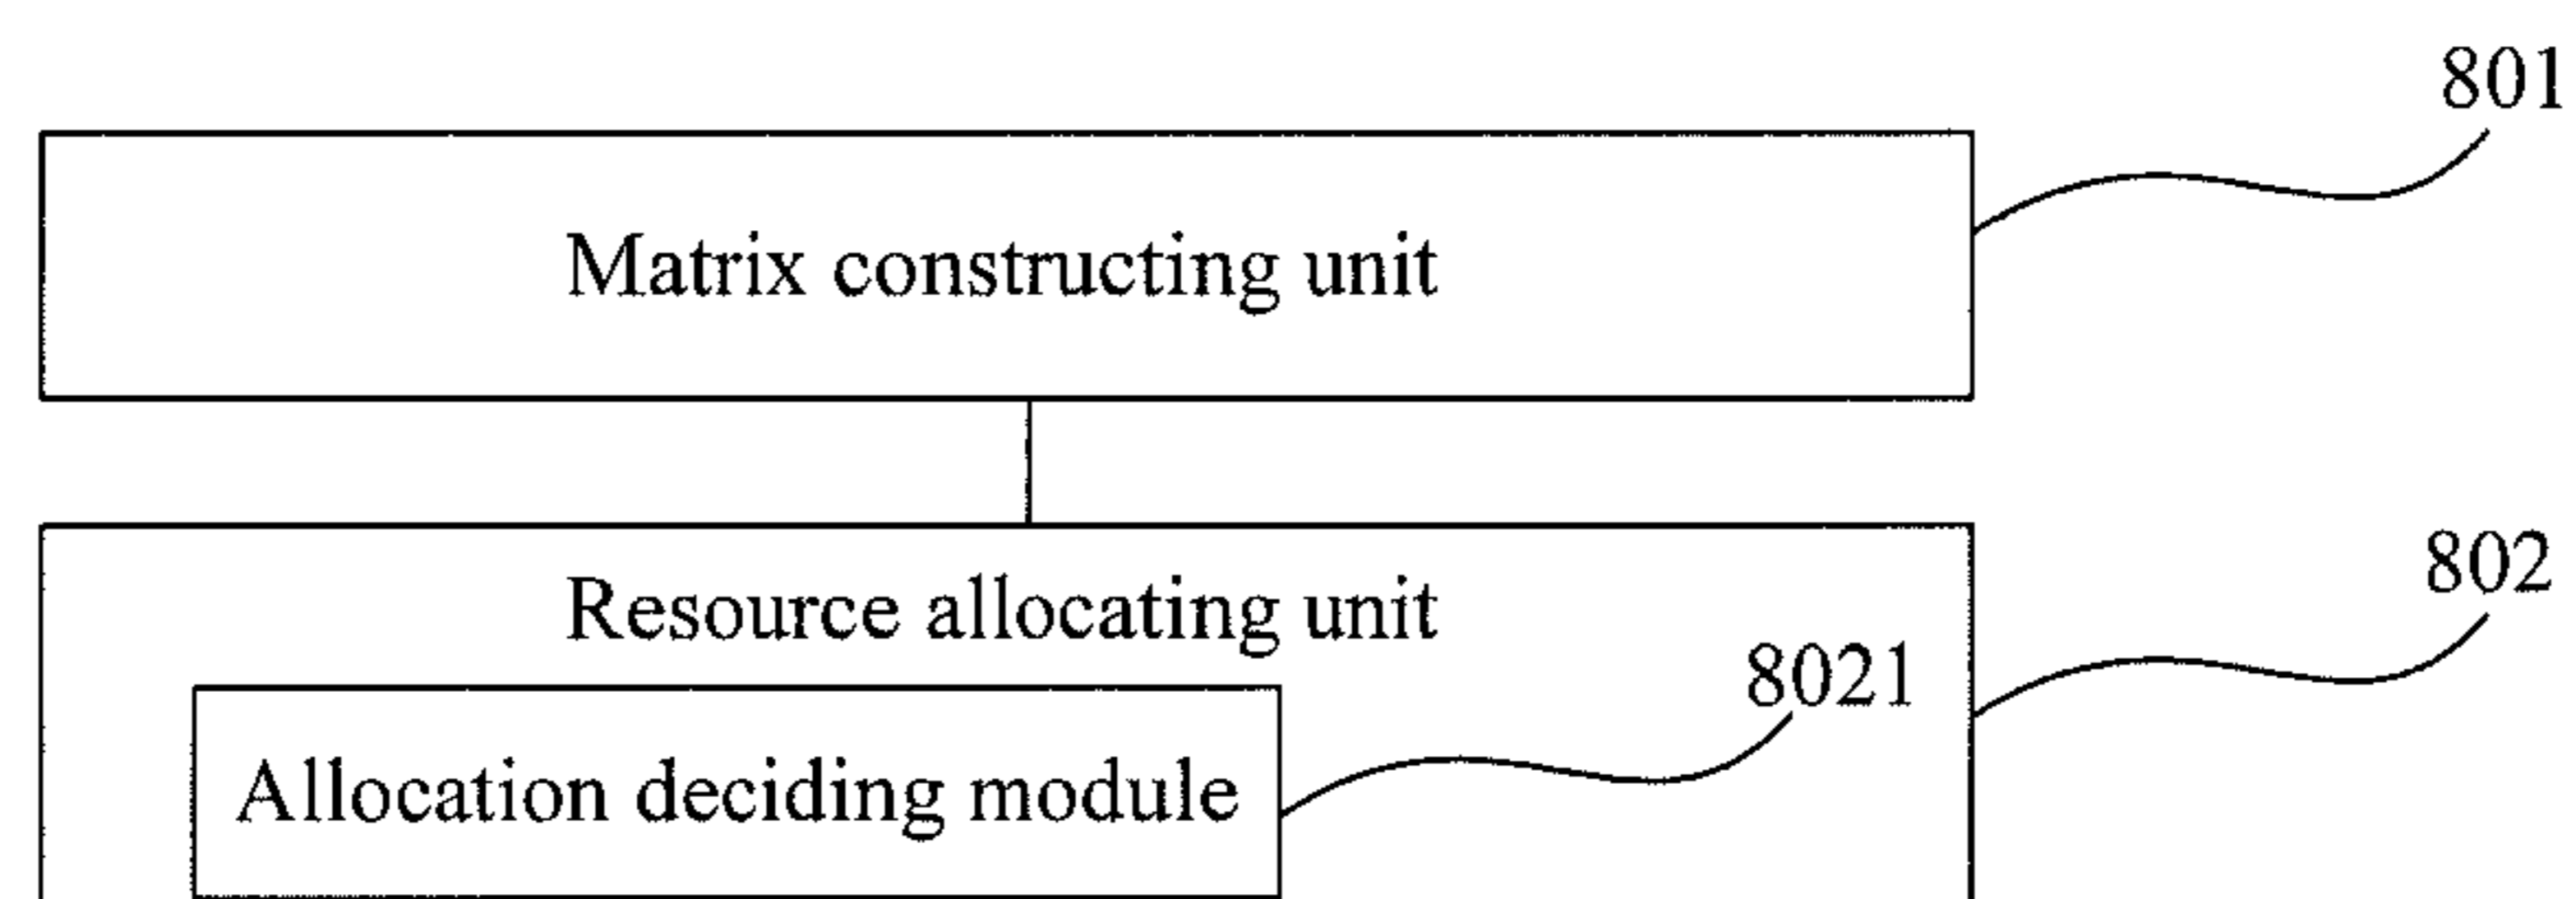 801
Matrix constructing unit
802
Resource allocating unit
8021
Allocation deciding module